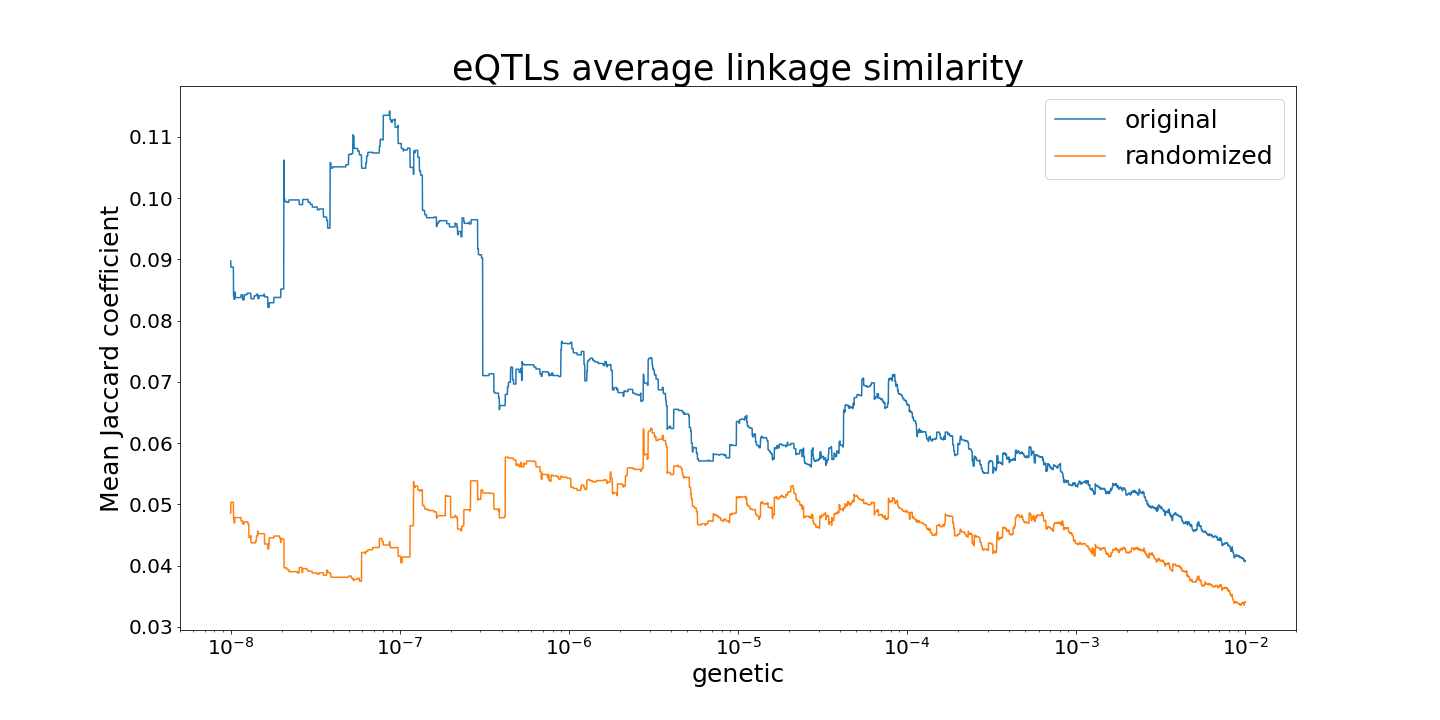 eQTLs average linkage similarity
original
randomized
Mean Jaccard coefficient
0.11
0.10
0.09
0.08
0.07
0.06
0.05
0.04
0.03
10⁻⁸ 10⁻⁷ 10⁻⁶ 10⁻⁵ 10⁻⁴ 10⁻³ 10⁻²
genetic